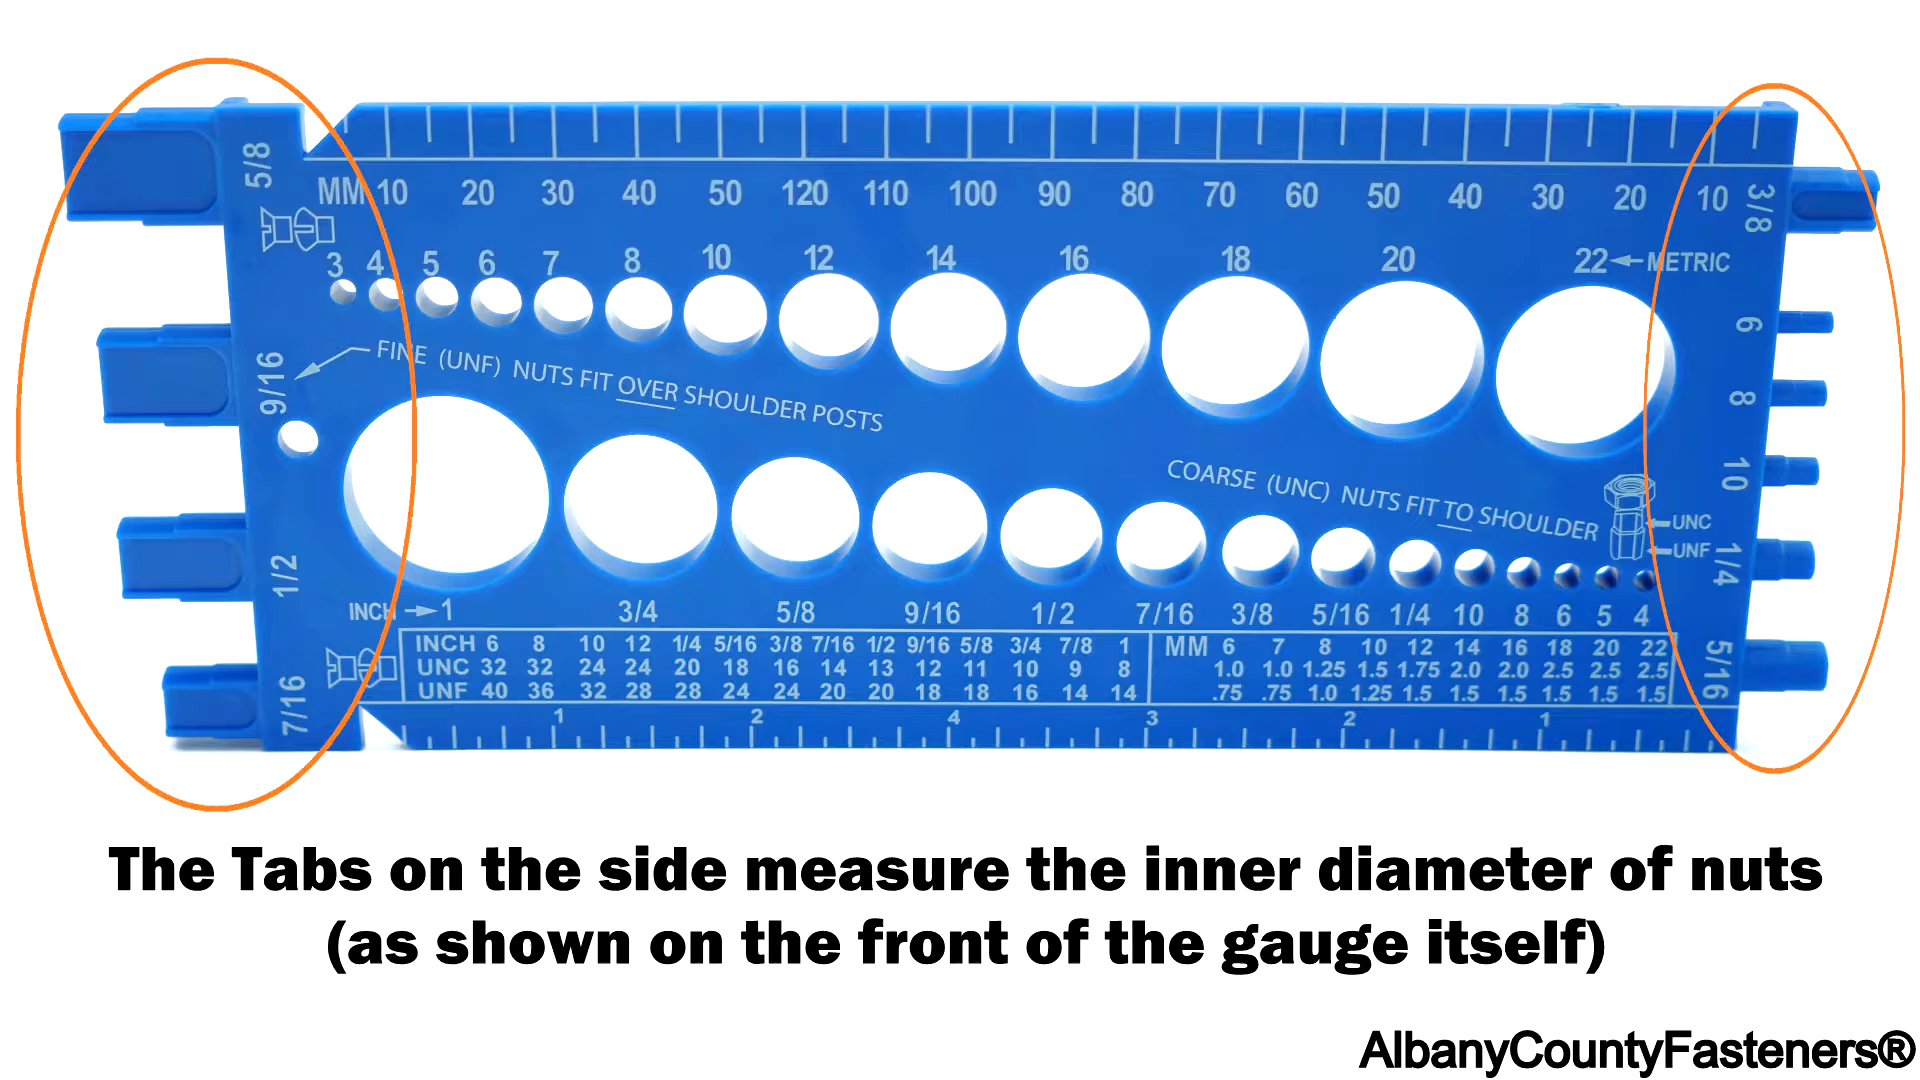 5/8
MM 10 20 30 40 50 120 110 100 90 80 70 60 50 40 30 20 10
3/8
3 4 5 6 7 8 10 12 14 16 18 20 22 METRIC
6
9/16
FINE (UNF) NUTS FIT OVER SHOULDER POSTS
8
COARSE (UNC) NUTS FIT TO SHOULDER
10
UNC
UNF
1/2
1/4
INCH 1 3/4 5/8 9/16 1/2 7/16 3/8 5/16 1/4 10 8 6 5 4
INCH 6 8 10 12 1/4 5/16 3/8 7/16 1/2 9/16 5/8 3/4 7/8 1 MM 6 7 8 10 12 14 16 18 20 22
UNC 32 32 24 24 20 18 16 14 13 12 11 10 9 8 1.0 1.0 1.25 1.5 1.75 2.0 2.0 2.5 2.5 2.5
UNF 40 36 32 28 28 24 24 20 20 18 18 16 14 14 .75 .75 1.0 1.25 1.5 1.5 1.5 1.5 1.5 1.5
5/16
7/16
1 2 4 3 2 1
The Tabs on the side measure the inner diameter of nuts
(as shown on the front of the gauge itself)
AlbanyCountyFasteners®